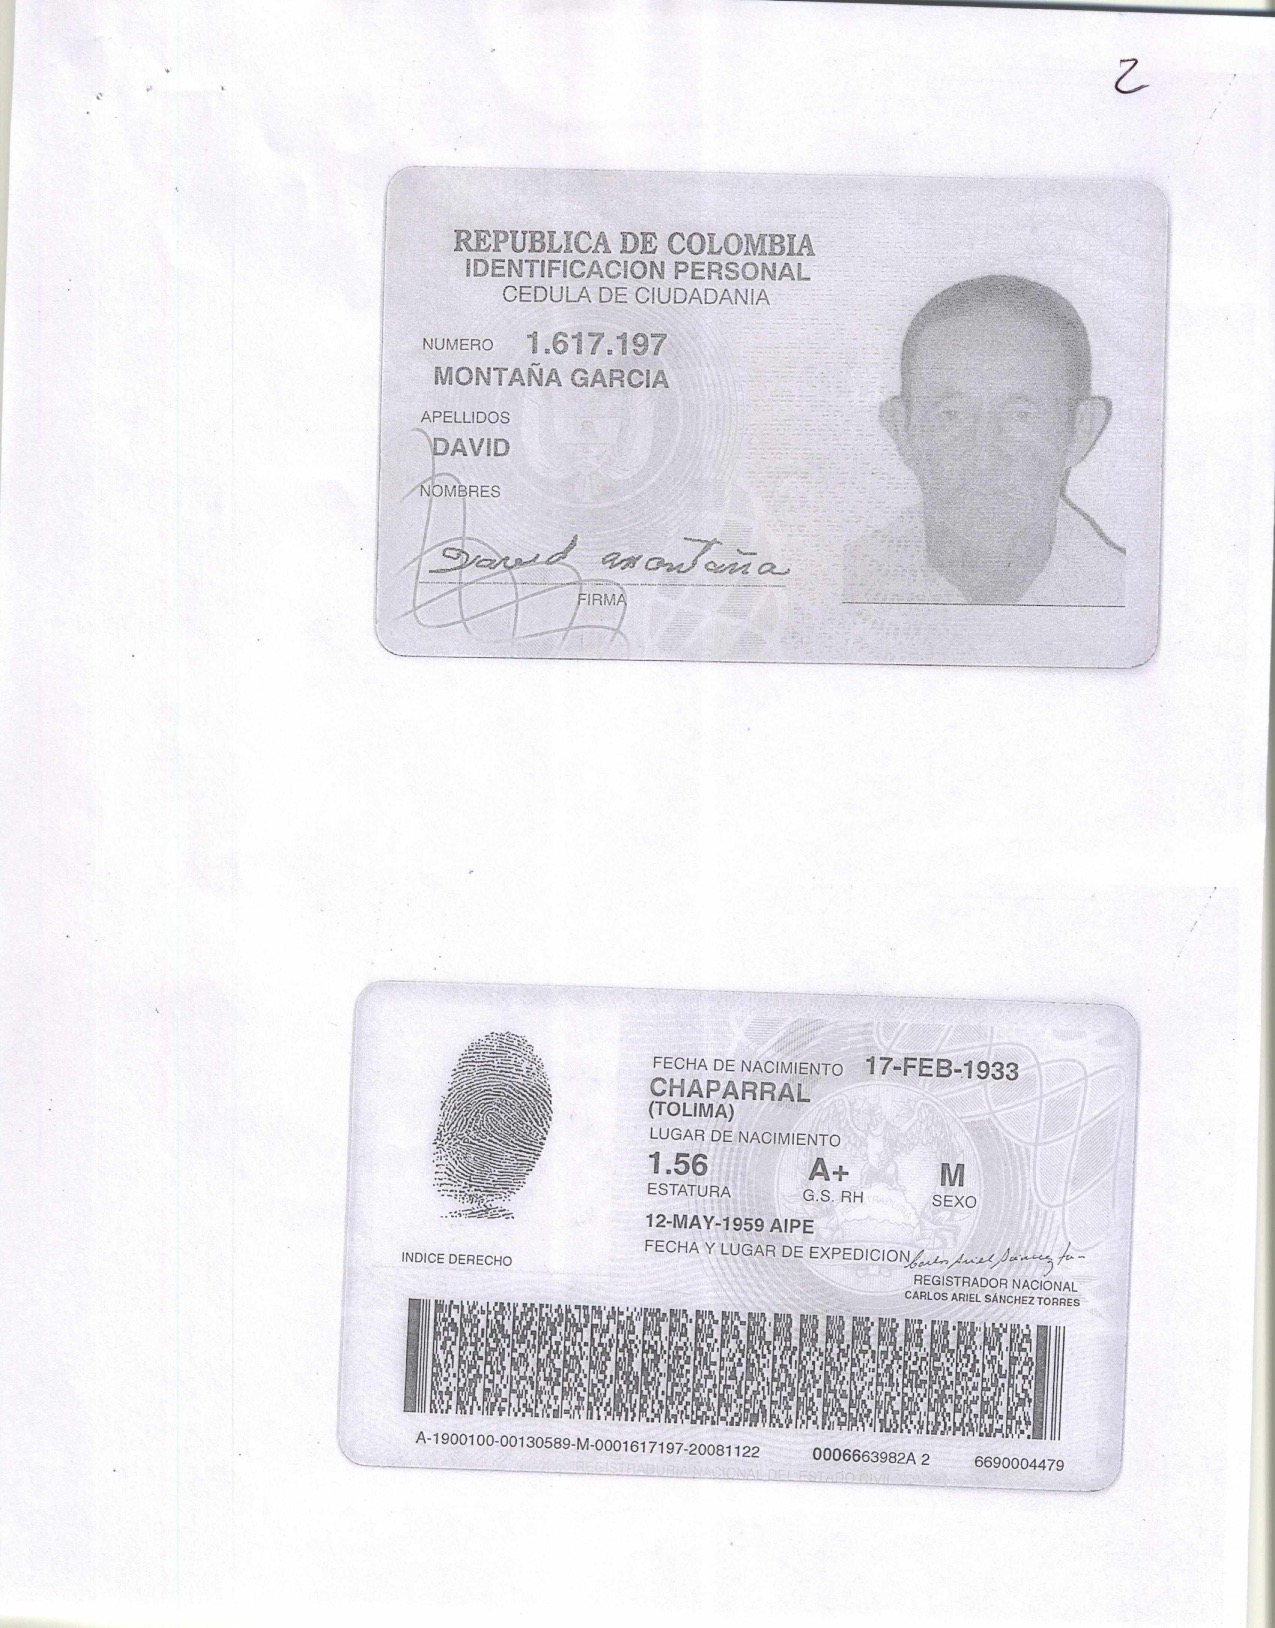 2
REPUBLICA DE COLOMBIA
IDENTIFICACION PERSONAL
CEDULA DE CIUDADANIA
NUMERO 1.617.197
MONTAÑA GARCIA
APELLIDOS
DAVID
NOMBRES
David Montaña
FIRMA
FECHA DE NACIMIENTO 17-FEB-1933
CHAPARRAL
(TOLIMA)
LUGAR DE NACIMIENTO
1.56 A+ M
ESTATURA G.S. RH SEXO
12-MAY-1959 AIPE
FECHA Y LUGAR DE EXPEDICION
Carlos Ariel Sánchez
INDICE DERECHO
REGISTRADOR NACIONAL
CARLOS ARIEL SÁNCHEZ TORRES
A-1900100-00130589-M-0001617197-20081122 0006663982A 2 6690004479
REGISTRADURIA NACIONAL DEL ESTADO CIVIL